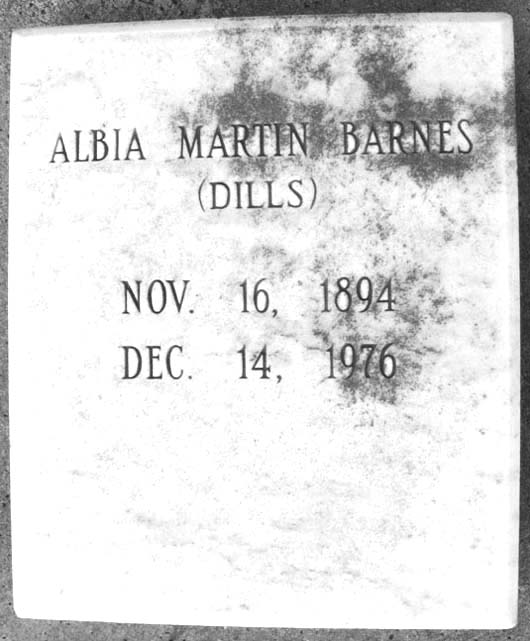 ALBIA MARTIN BARNES
(DILLS)
NOV. 16, 1894
DEC. 14, 1976